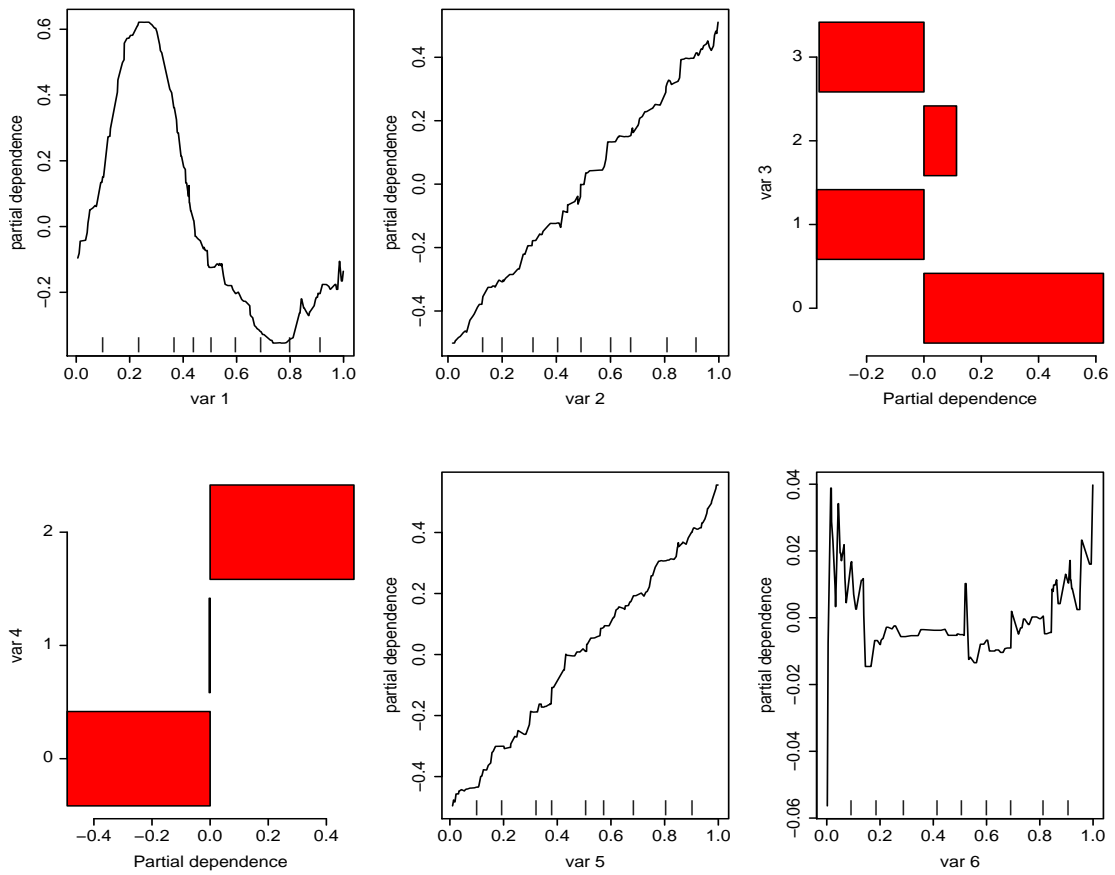 0.6
0.4
0.2
0.0
−0.2
partial dependence
0.0 0.2 0.4 0.6 0.8 1.0
var 1
0.4
0.2
0.0
−0.2
−0.4
partial dependence
0.0 0.2 0.4 0.6 0.8 1.0
var 2
3
2
1
0
var 3
−0.2 0.0 0.2 0.4 0.6
Partial dependence
2
1
0
var 4
−0.4 −0.2 0.0 0.2 0.4
Partial dependence
0.4
0.2
0.0
−0.2
−0.4
partial dependence
0.0 0.2 0.4 0.6 0.8 1.0
var 5
0.04
0.02
0.00
−0.02
−0.04
−0.06
partial dependence
0.0 0.2 0.4 0.6 0.8 1.0
var 6